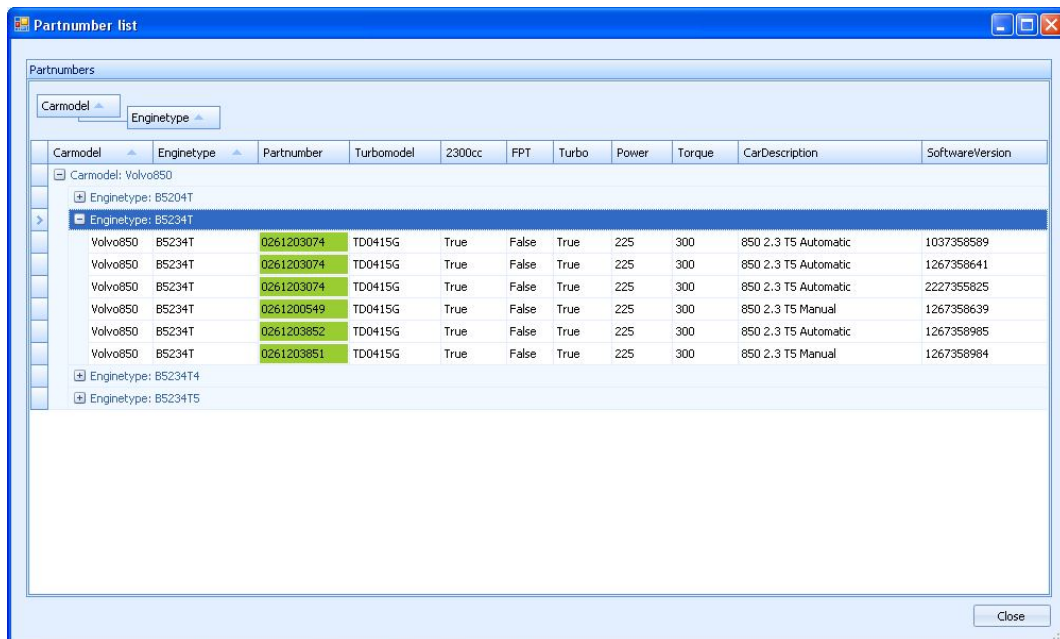 Partnumber list
Partnumbers
Carmodel
Enginetype
Carmodel Enginetype Partnumber Turbomodel 2300cc FPT Turbo Power Torque CarDescription SoftwareVersion
Carmodel: Volvo850
Enginetype: B5204T
Enginetype: B5234T
Volvo850 B5234T 0261203074 TD0415G True False True 225 300 850 2.3 T5 Automatic 1037358589
Volvo850 B5234T 0261203074 TD0415G True False True 225 300 850 2.3 T5 Automatic 1267358641
Volvo850 B5234T 0261203074 TD0415G True False True 225 300 850 2.3 T5 Automatic 2227355825
Volvo850 B5234T 0261200549 TD0415G True False True 225 300 850 2.3 T5 Manual 1267358639
Volvo850 B5234T 0261203852 TD0415G True False True 225 300 850 2.3 T5 Automatic 1267358985
Volvo850 B5234T 0261203851 TD0415G True False True 225 300 850 2.3 T5 Manual 1267358984
Enginetype: B5234T4
Enginetype: B5234T5
Close